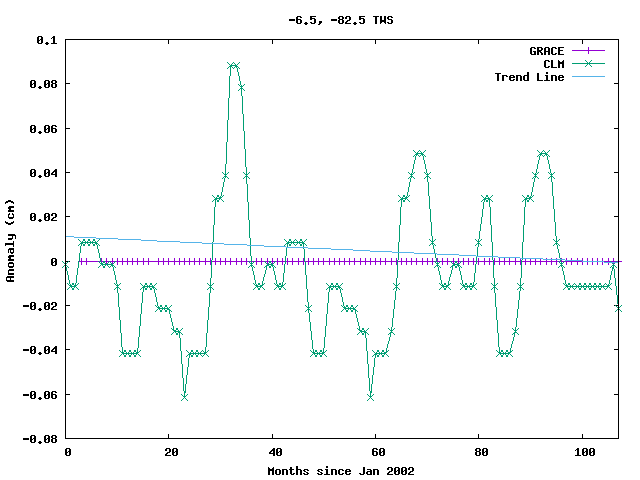 -6.5, -82.5 TWS
0.1
GRACE
CLM
Trend Line
0.08
0.06
0.04
0.02
0
-0.02
-0.04
-0.06
-0.08
Anomaly (cm)
0 20 40 60 80 100
Months since Jan 2002